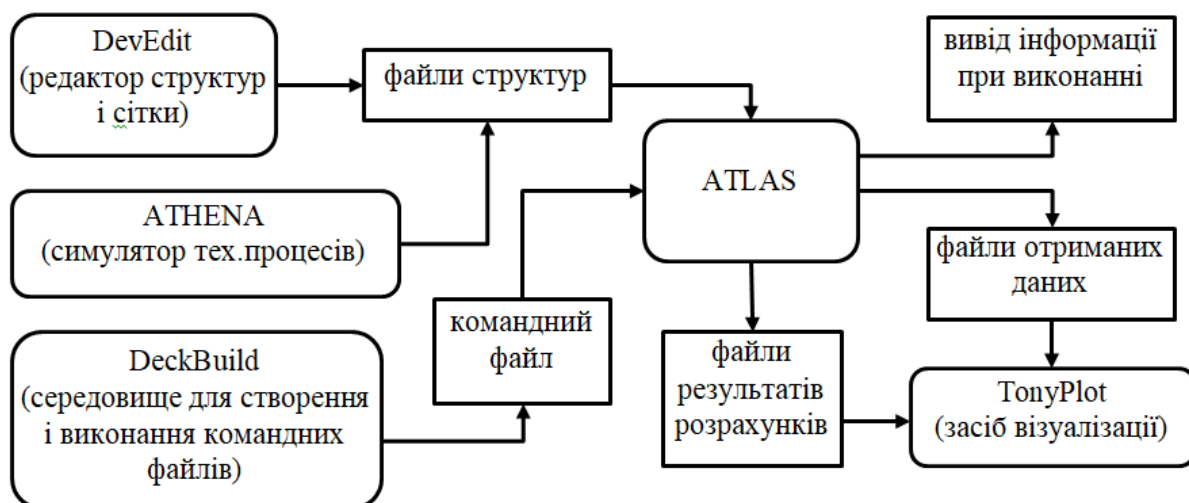 DevEdit
(редактор структур
і сітки)
файли структур
вивід інформації
при виконанні
ATLAS
ATHENA
(симулятор тех.процесів)
файли отриманих
даних
командний
файл
DeckBuild
(середовище для створення
і виконання командних
файлів)
файли
результатів
розрахунків
TonyPlot
(засіб візуалізації)